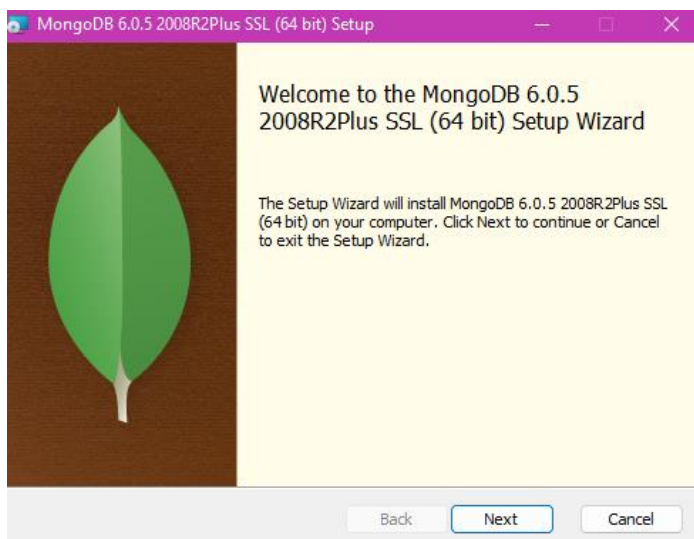 MongoDB 6.0.5 2008R2Plus SSL (64 bit) Setup
Welcome to the MongoDB 6.0.5
2008R2Plus SSL (64 bit) Setup Wizard
The Setup Wizard will install MongoDB 6.0.5 2008R2Plus SSL
(64 bit) on your computer. Click Next to continue or Cancel
to exit the Setup Wizard.
Back Next Cancel